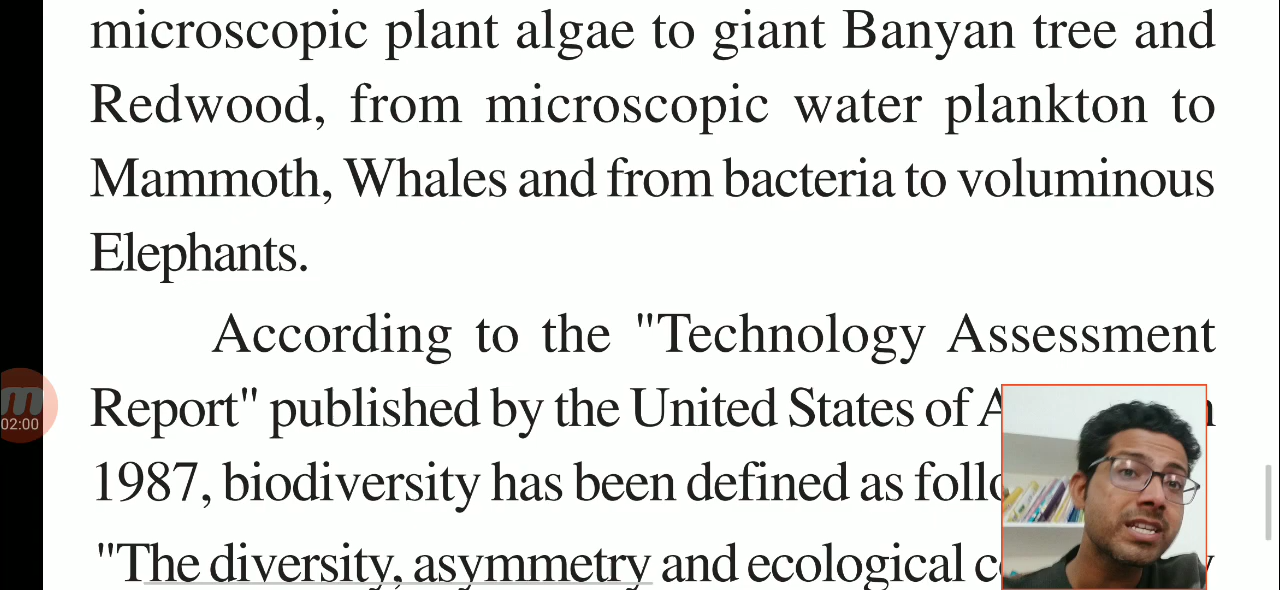 microscopic plant algae to giant Banyan tree and
Redwood, from microscopic water plankton to
Mammoth, Whales and from bacteria to voluminous
Elephants.
According to the "Technology Assessment
Report" published by the United States of
1987, biodiversity has been defined as
"The diversity, asymmetry and ecological
02:00